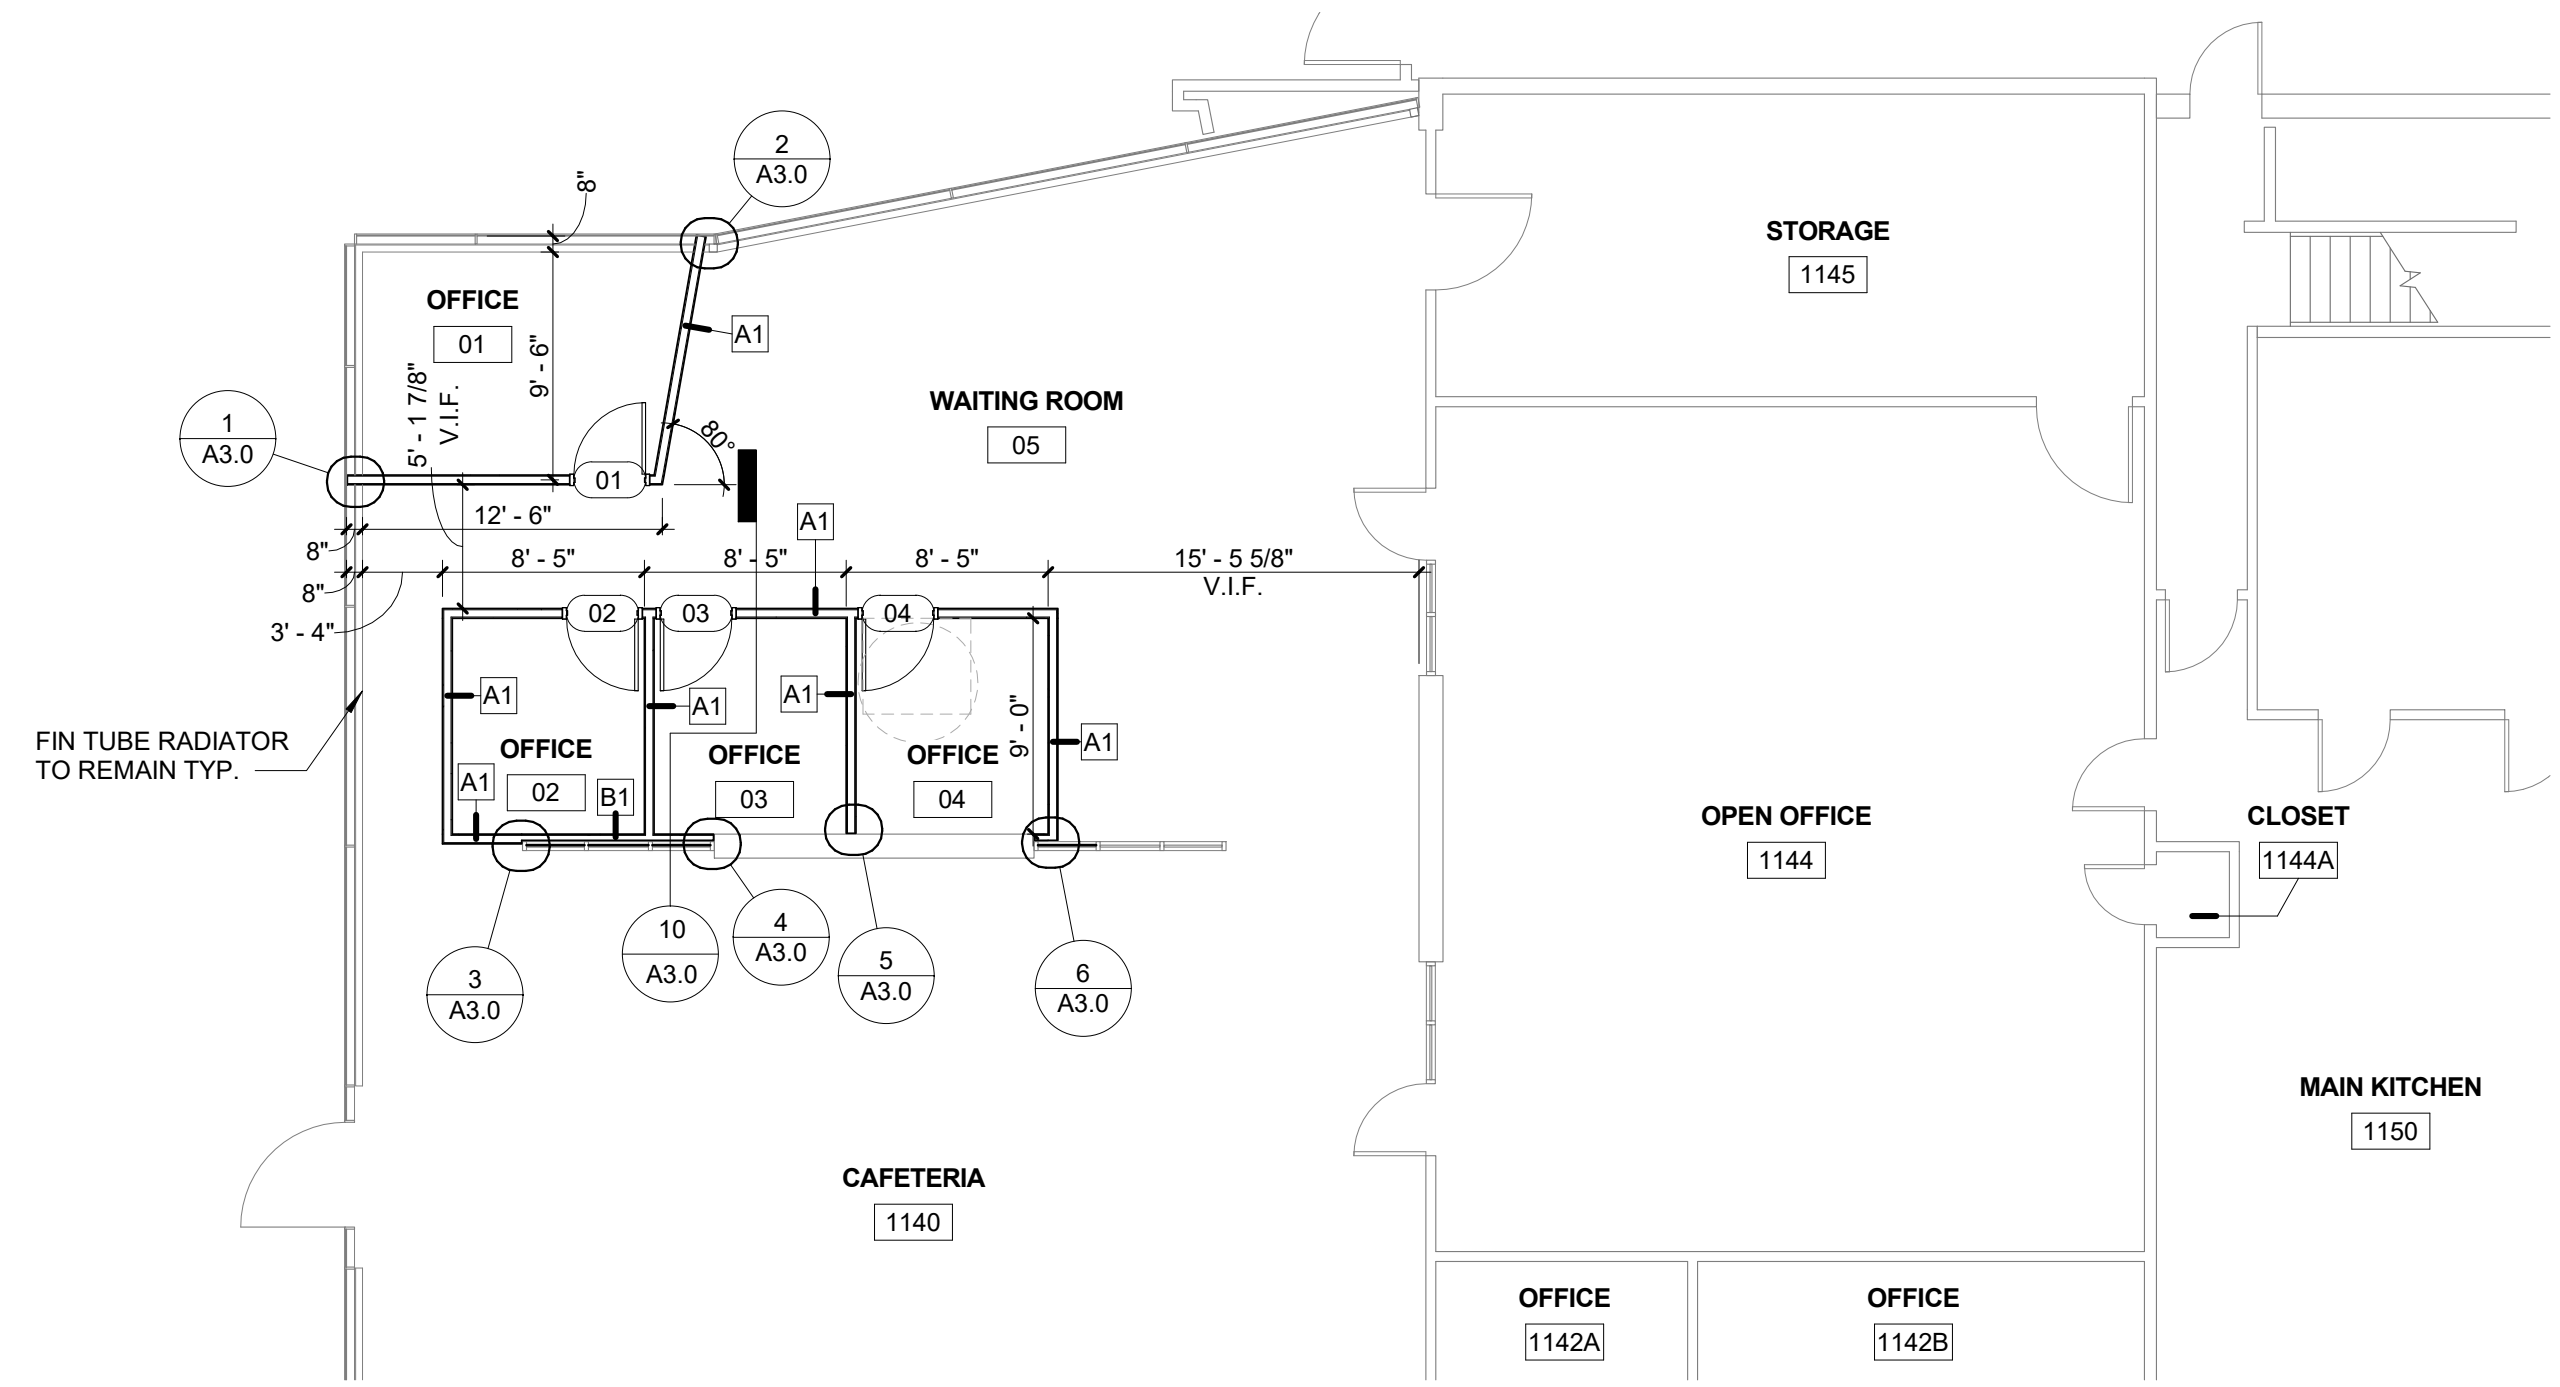 2
A3.0
8"
STORAGE
1145
OFFICE
01
9' - 6"
5' - 1 7/8"
V.I.F.
A1
WAITING ROOM
05
1
A3.0
80°
01
12' - 6"
8"
A1
8' - 5"
8' - 5"
8' - 5"
15' - 5 5/8"
V.I.F.
8"
3' - 4"
02
03
04
A1
A1
A1
9' - 0"
A1
FIN TUBE RADIATOR
TO REMAIN TYP.
OFFICE
02
OFFICE
03
OFFICE
04
A1
B1
OPEN OFFICE
1144
CLOSET
1144A
3
A3.0
10
A3.0
4
A3.0
5
A3.0
6
A3.0
MAIN KITCHEN
1150
CAFETERIA
1140
OFFICE
1142A
OFFICE
1142B